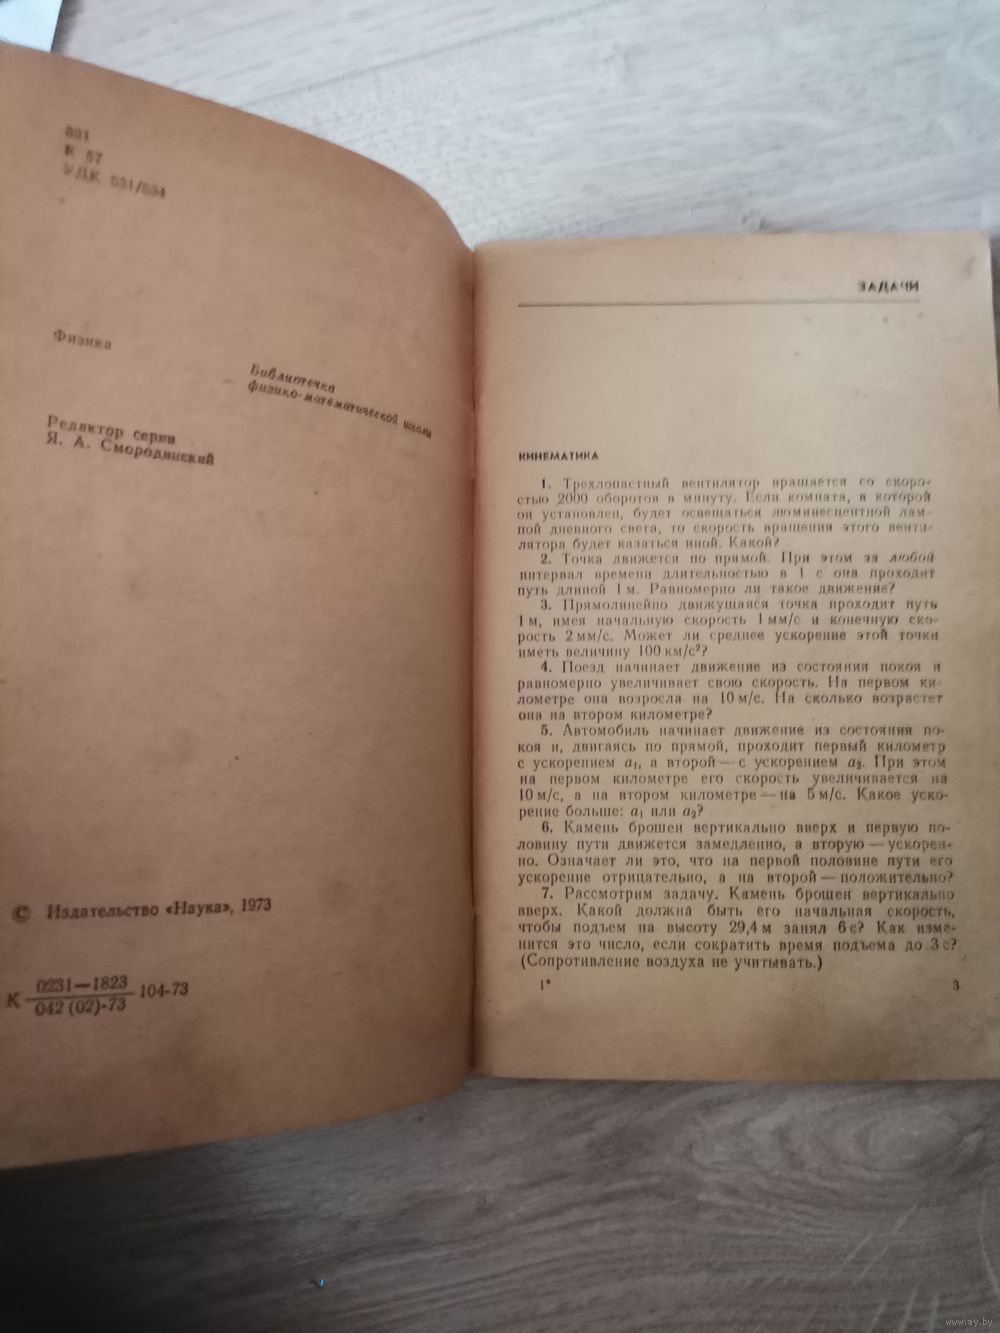 531
К 57
УДК 531/534
Физика
Библиотечка
физико-математической школы
Редактор серии
Я. А. Смородинский
© Издательство «Наука», 1973
К 0231—1823 104-73
042 (02)-73
ЗАДАЧИ
КИНЕМАТИКА
1. Трехлопастный вентилятор вращается со скоро-
стью 2000 оборотов в минуту. Если комната, в которой
он установлен, будет освещаться люминесцентной лам-
пой дневного света, то скорость вращения этого венти-
лятора будет казаться иной. Какой?
2. Точка движется по прямой. При этом за любой
интервал времени длительностью в 1 с она проходит
путь длиной 1 м. Равномерно ли такое движение?
3. Прямолинейно движущаяся точка проходит путь
1 м, имея начальную скорость 1 мм/с и конечную ско-
рость 2 мм/с. Может ли среднее ускорение этой точки
иметь величину 100 км/с²?
4. Поезд начинает движение из состояния покоя и
равномерно увеличивает свою скорость. На первом ки-
лометре она возросла на 10 м/с. На сколько возрастет
она на втором километре?
5. Автомобиль начинает движение из состояния по-
коя и, двигаясь по прямой, проходит первый километр
с ускорением a₁, а второй — с ускорением a₂. При этом
на первом километре его скорость увеличивается на
10 м/с, а на втором километре — на 5 м/с. Какое уско-
рение больше: a₁ или a₂?
6. Камень брошен вертикально вверх и первую по-
ловину пути движется замедленно, а вторую — ускорен-
но. Означает ли это, что на первой половине пути его
ускорение отрицательно, а на второй — положительно?
7. Рассмотрим задачу. Камень брошен вертикально
вверх. Какой должна быть его начальная скорость,
чтобы подъем на высоту 29,4 м занял 6 с? Как изме-
нится это число, если сократить время подъема до 3 с?
(Сопротивление воздуха не учитывать.)
1*
3
www.ay.by